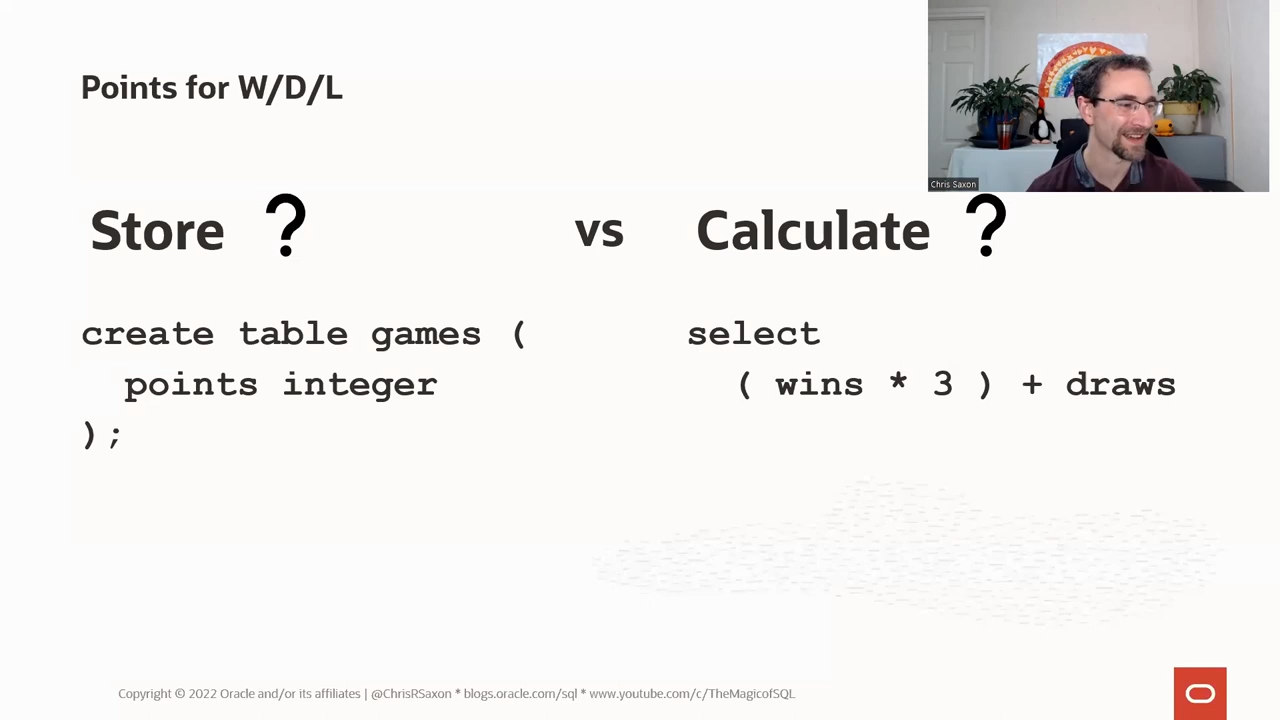 Points for W/D/L
Chris Saxon
Store ? vs Calculate ?
create table games (
points integer
);
select
( wins * 3 ) + draws
Copyright © 2022 Oracle and/or its affiliates | @ChrisRSaxon * blogs.oracle.com/sql * www.youtube.com/c/TheMagicofSQL